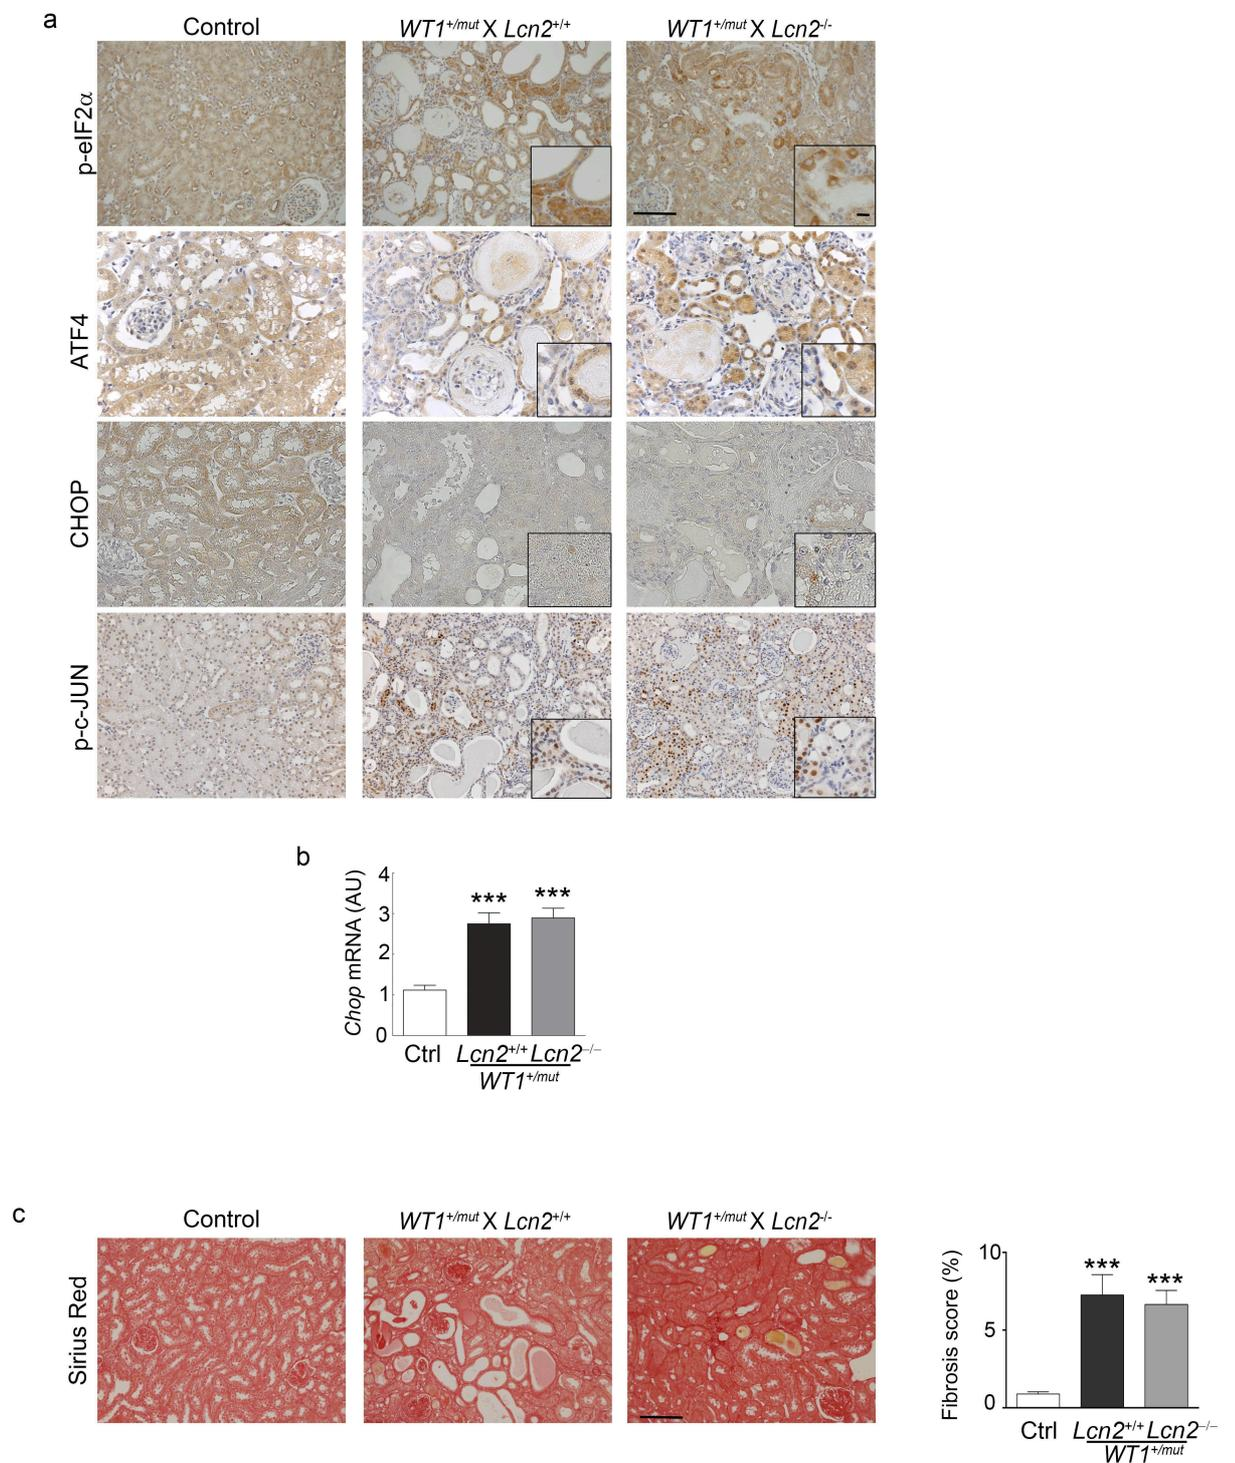 a
Control
WT1+/mut X Lcn2+/+
WT1+/mut X Lcn2-/-
p-eIF2α
ATF4
CHOP
p-c-JUN
b
Chop mRNA (AU)
4
3
2
1
0
***
***
Ctrl
Lcn2+/+
Lcn2−/−
WT1+/mut
c
Control
WT1+/mut X Lcn2+/+
WT1+/mut X Lcn2-/-
Sirius Red
Fibrosis score (%)
10
5
0
***
***
Ctrl
Lcn2+/+
Lcn2−/−
WT1+/mut